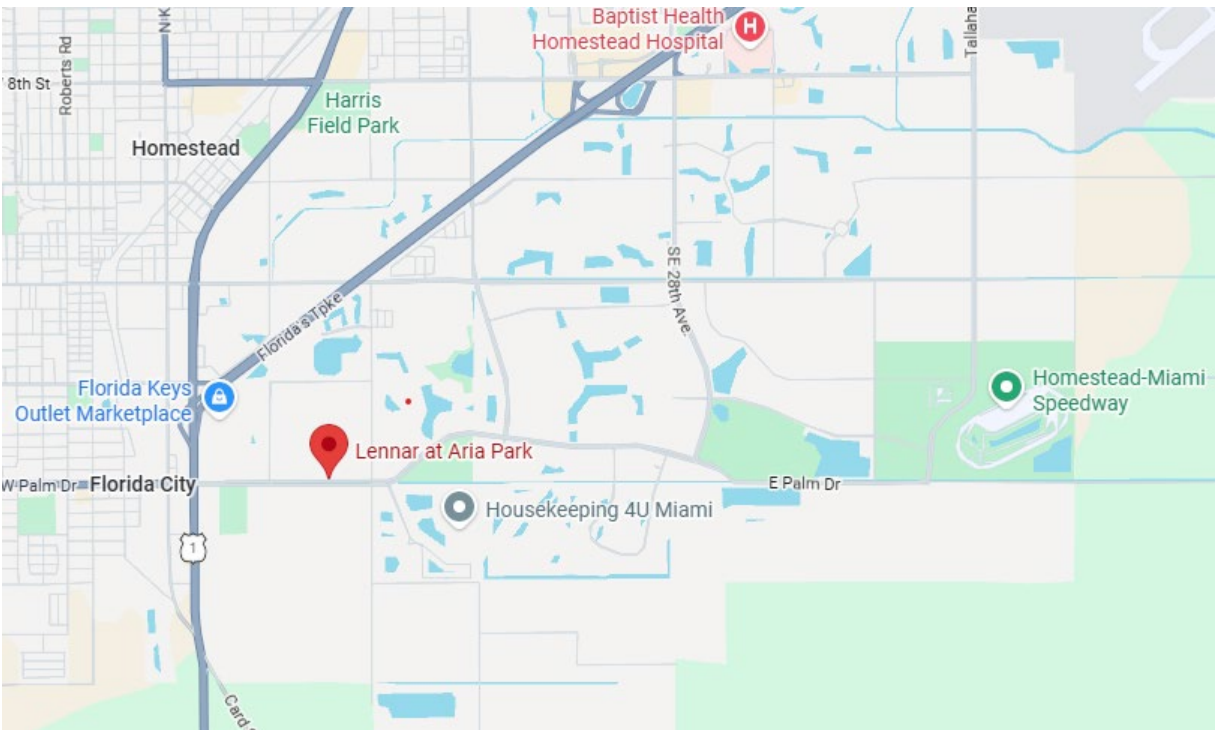 Baptist Health
Homestead Hospital
N K
Roberts Rd
Tallaha
8th St
Harris
Field Park
Homestead
SE 28th Ave.
Florida's Tpke
Florida Keys
Outlet Marketplace
Homestead-Miami
Speedway
Lennar at Aria Park
W Palm Dr
Florida City
E Palm Dr
Housekeeping 4U Miami
1
Card
H